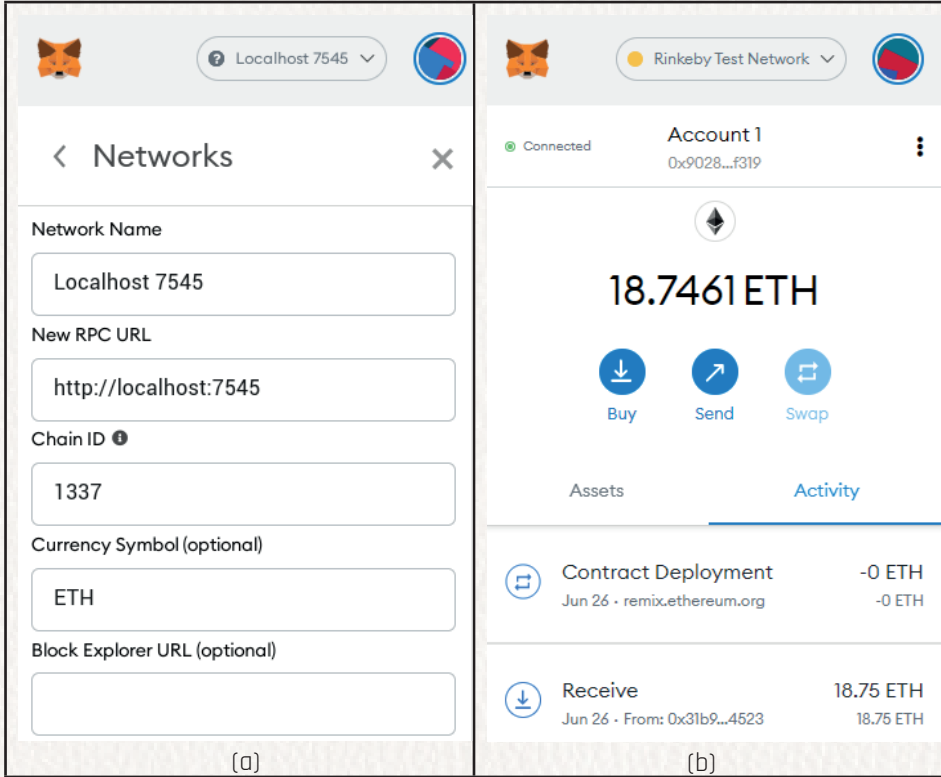 Localhost 7545
Networks
Network Name
Localhost 7545
New RPC URL
http://localhost:7545
Chain ID
1337
Currency Symbol (optional)
ETH
Block Explorer URL (optional)
(a)
Rinkeby Test Network
Connected
Account 1
0x9028...f319
18.7461 ETH
Buy
Send
Swap
Assets
Activity
Contract Deployment
-0 ETH
Jun 26 · remix.ethereum.org
-0 ETH
Receive
18.75 ETH
Jun 26 · From: 0x31b9...4523
18.75 ETH
(b)